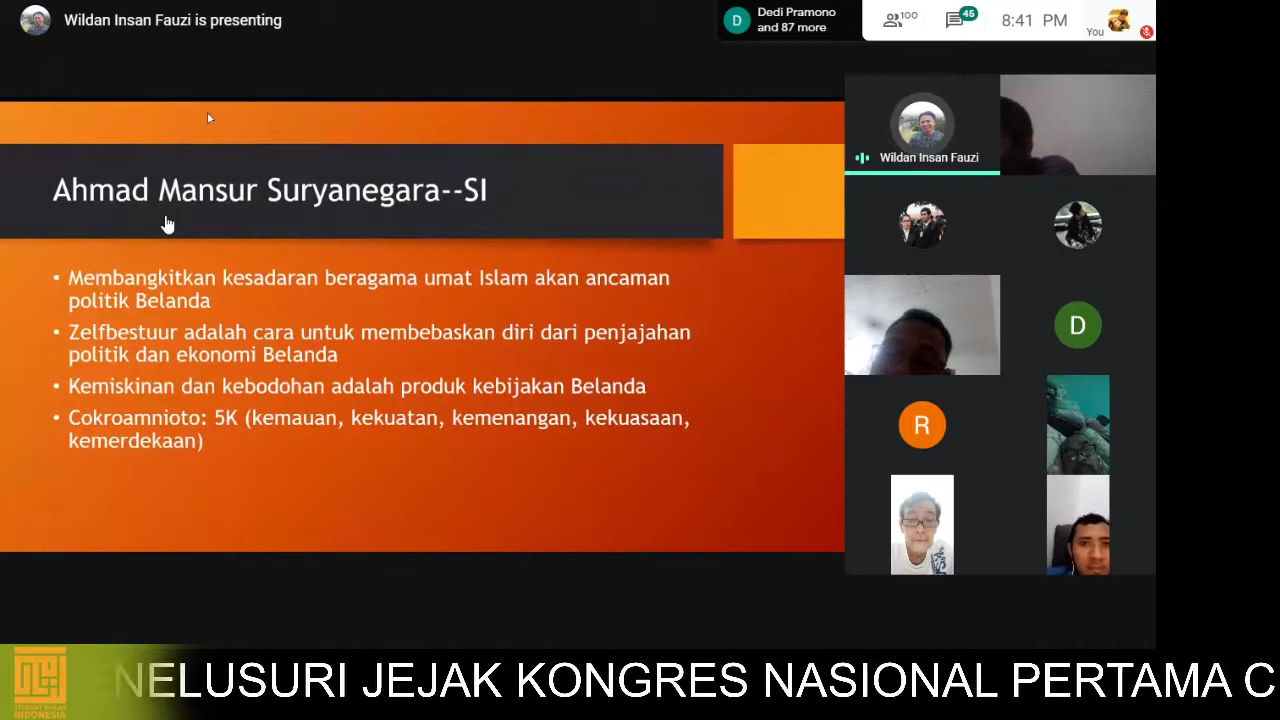 Wildan Insan Fauzi is presenting
Dedi Pramono
and 87 more
D
100
45
8:41 PM
You
Wildan Insan Fauzi
Ahmad Mansur Suryanegara--SI
• Membangkitkan kesadaran beragama umat Islam akan ancaman
politik Belanda
• Zelfbestuur adalah cara untuk membebaskan diri dari penjajahan
politik dan ekonomi Belanda
• Kemiskinan dan kebodohan adalah produk kebijakan Belanda
• Cokroamnioto: 5K (kemauan, kekuatan, kemenangan, kekuasaan,
kemerdekaan)
D
R
ENELUSURI JEJAK KONGRES NASIONAL PERTAMA C
INDONESIA